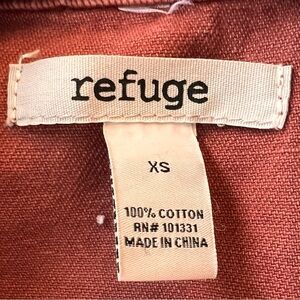 refuge
XS
100% COTTON
RN# 101331
MADE IN CHINA